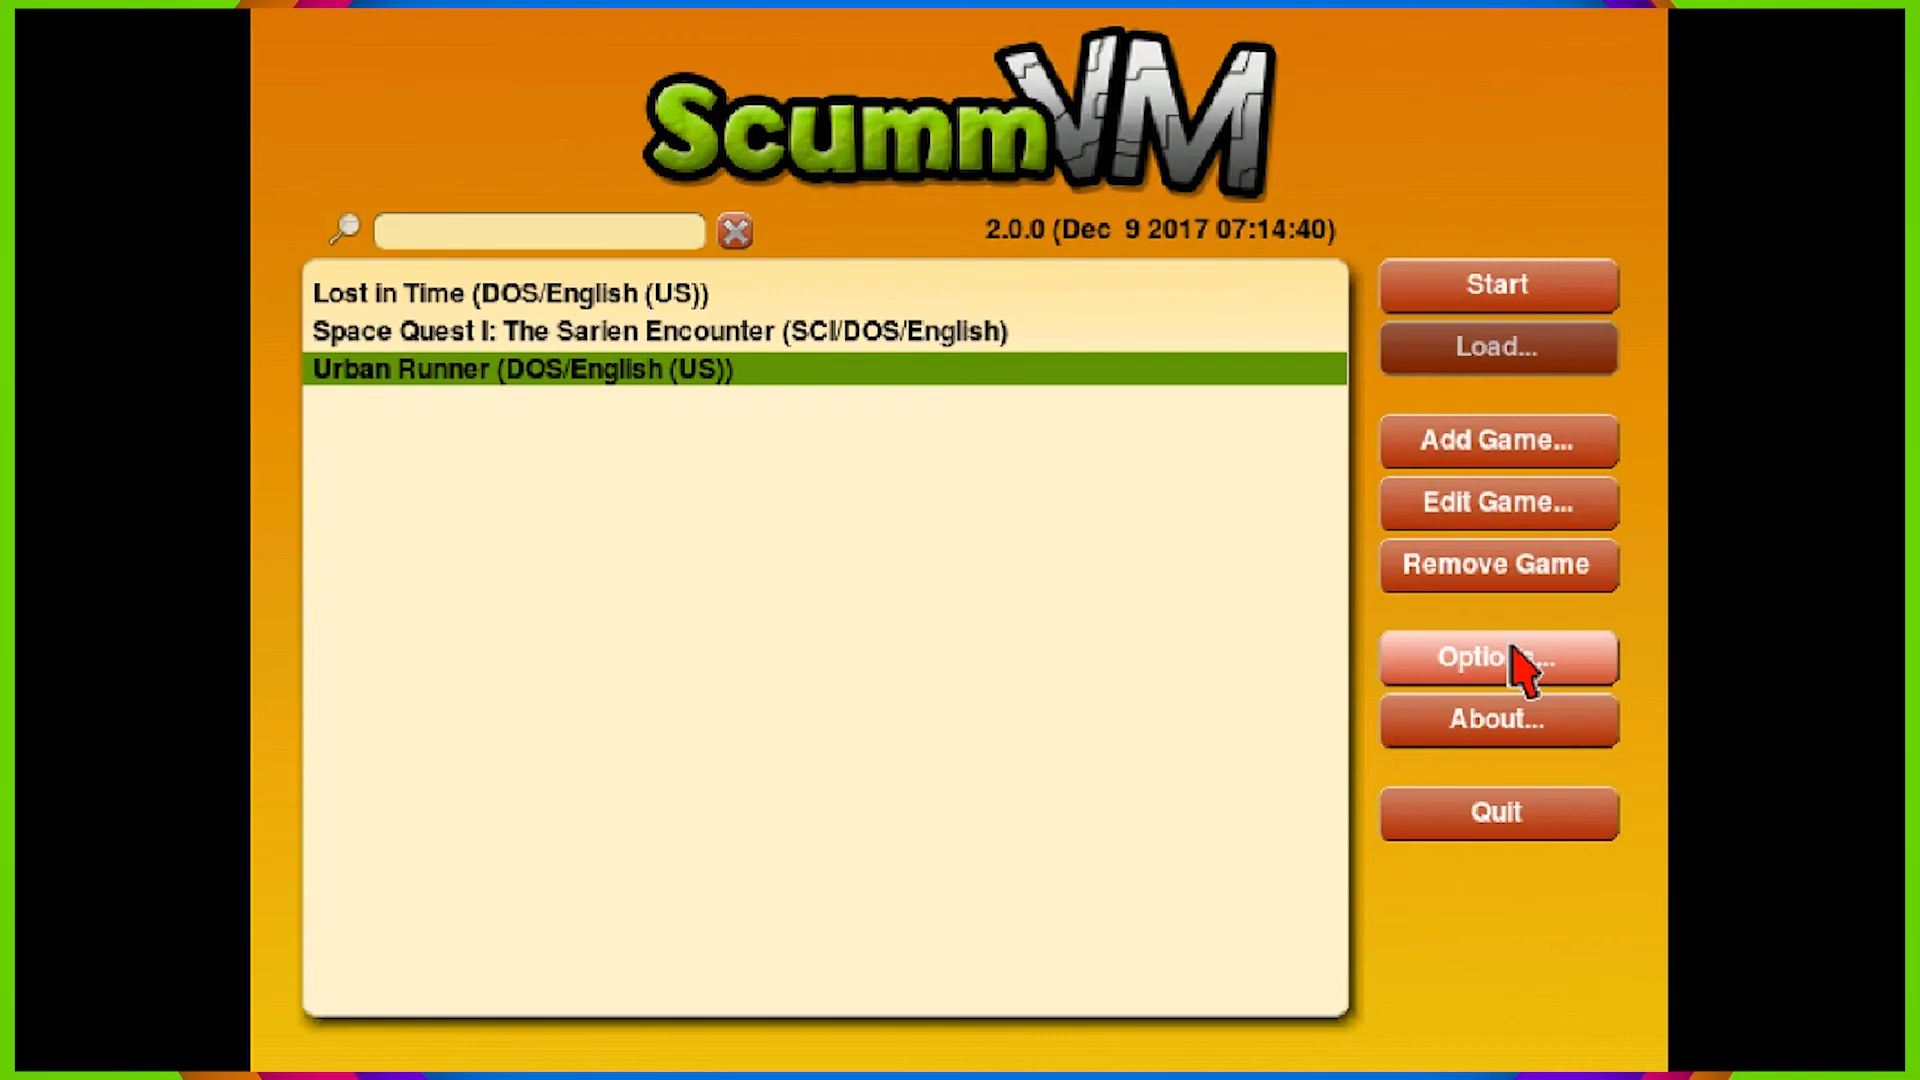 ScummVM
2.0.0 (Dec 9 2017 07:14:40)
Lost in Time (DOS/English (US))
Space Quest I: The Sarien Encounter (SCI/DOS/English)
Urban Runner (DOS/English (US))
Start
Load...
Add Game...
Edit Game...
Remove Game
Options...
About...
Quit